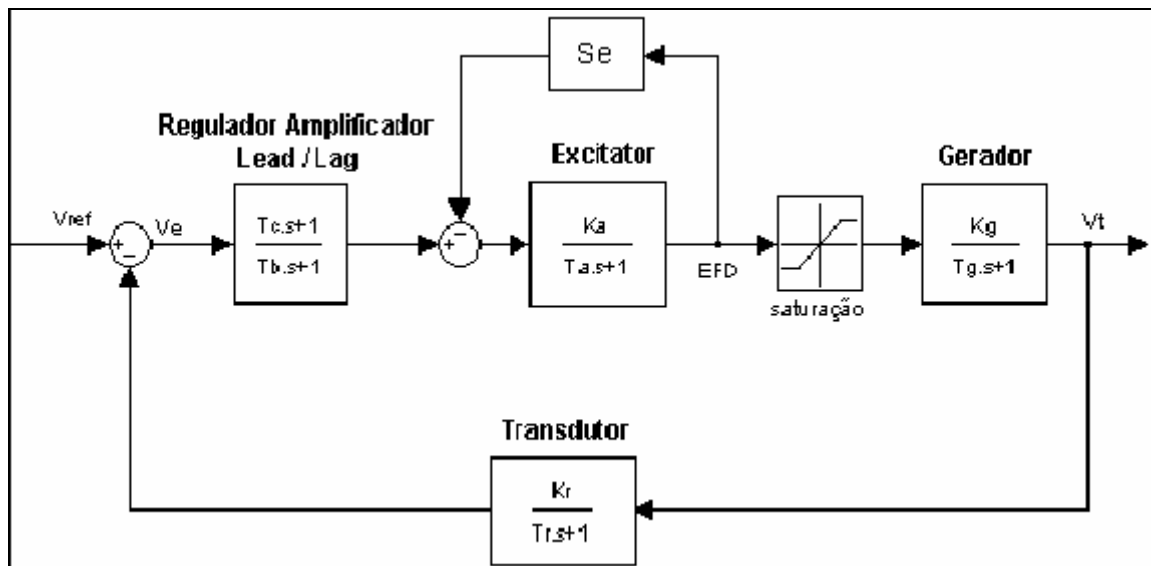 Se
Regulador Amplificador
Lead / Lag
Excitator
Gerador
Vref
+
−
Ve
Tc.s+1
Tb.s+1
+
−
Ka
Ta.s+1
EFD
saturação
Kg
Tg.s+1
Vt
Transdutor
Kr
Tr.s+1